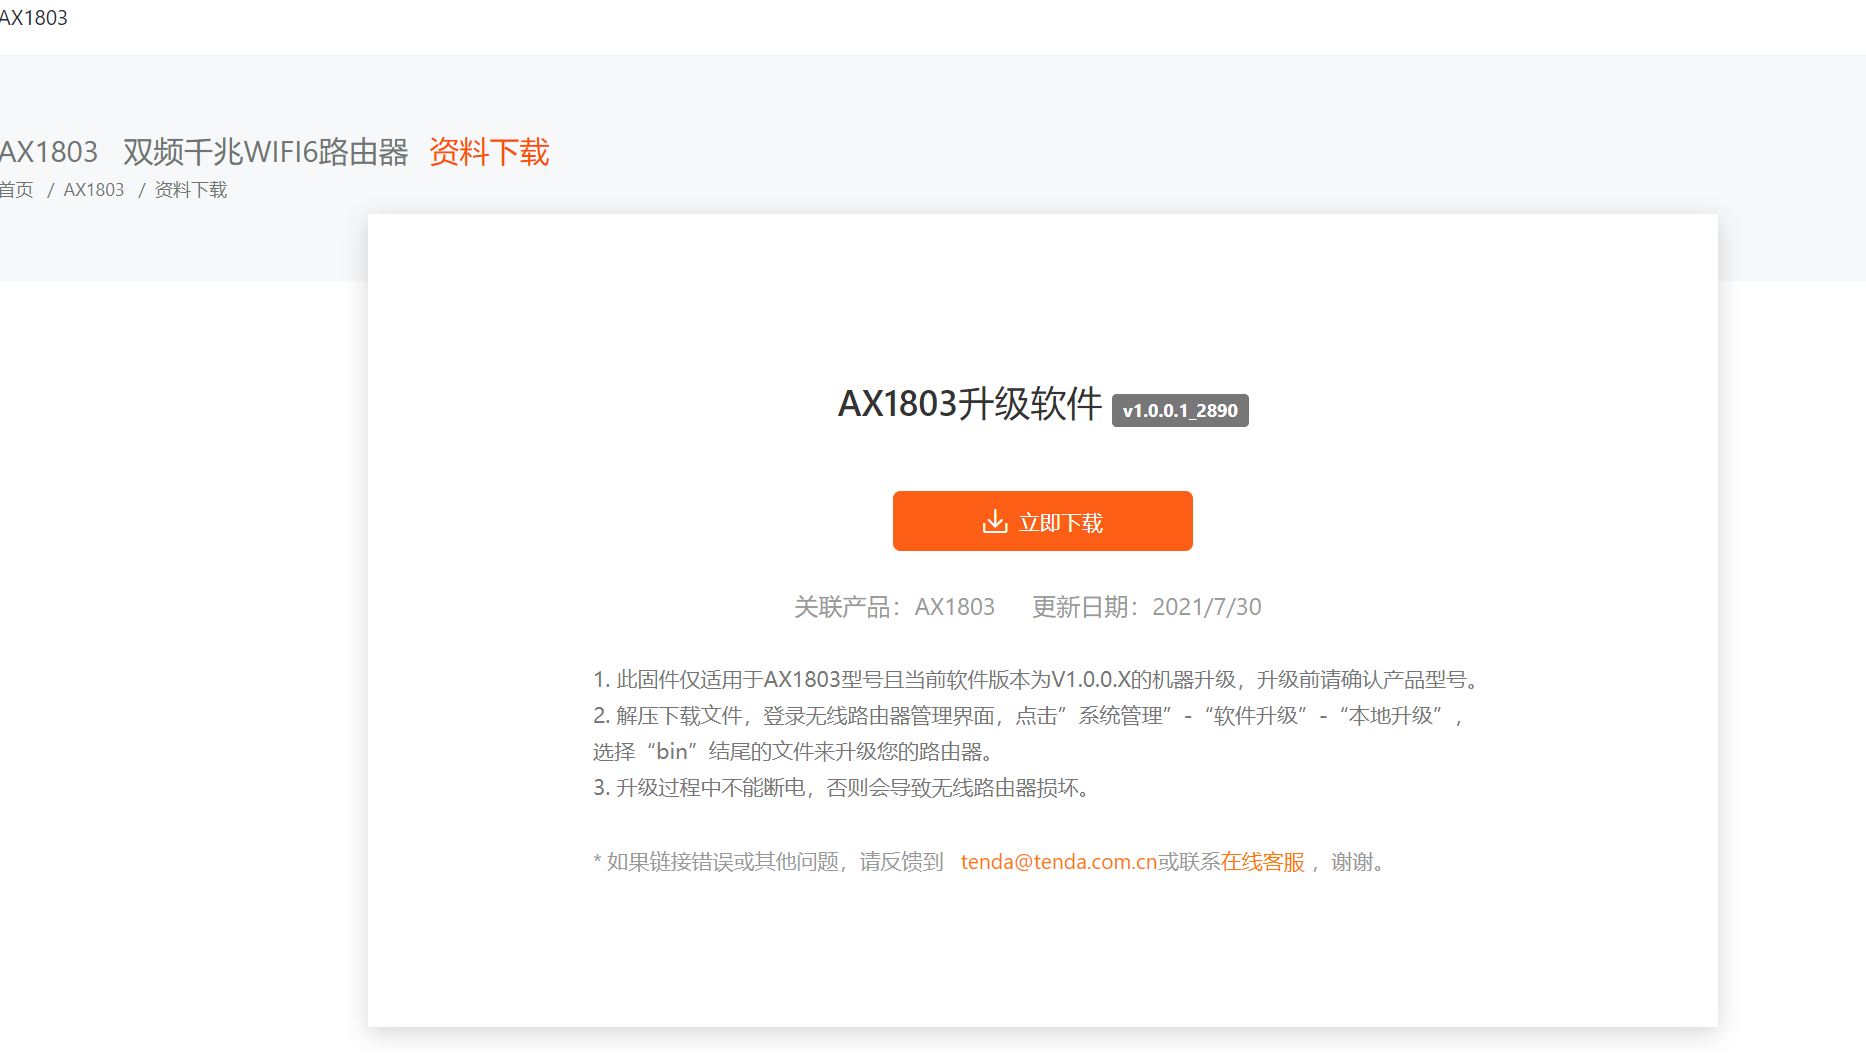 AX1803
AX1803 双频千兆WIFI6路由器 资料下载
首页 / AX1803 / 资料下载
AX1803升级软件 v1.0.0.1_2890
立即下载
关联产品：AX1803 更新日期：2021/7/30
1. 此固件仅适用于AX1803型号且当前软件版本为V1.0.0.X的机器升级，升级前请确认产品型号。
2. 解压下载文件，登录无线路由器管理界面，点击”系统管理”-“软件升级”-“本地升级”，
选择“bin”结尾的文件来升级您的路由器。
3. 升级过程中不能断电，否则会导致无线路由器损坏。
* 如果链接错误或其他问题，请反馈到 tenda@tenda.com.cn或联系在线客服 ，谢谢。